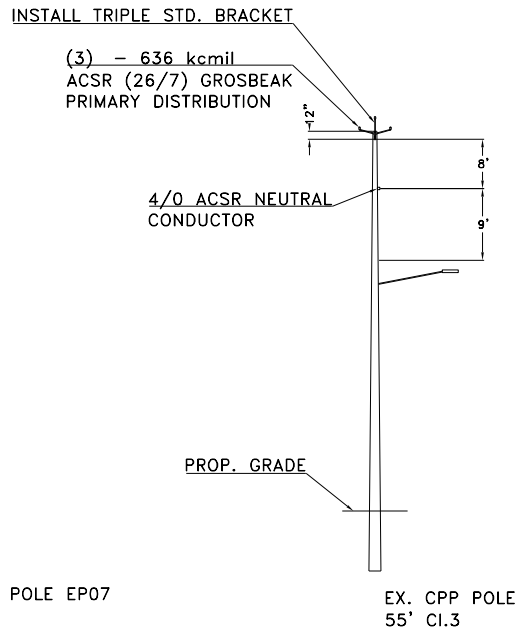 INSTALL TRIPLE STD. BRACKET
(3) - 636 kcmil
ACSR (26/7) GROSBEAK
PRIMARY DISTRIBUTION
12"
8'
4/0 ACSR NEUTRAL
CONDUCTOR
9'
PROP. GRADE
POLE EP07
EX. CPP POLE
55' Cl.3